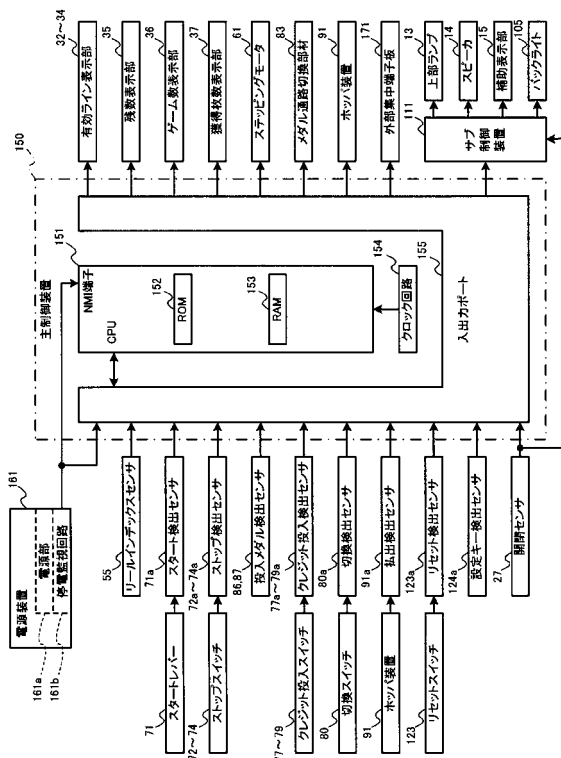 150
主制御装置
電源装置
161
電源部
停電監視回路
161a
161b
151
NMI端子
CPU
152
ROM
153
RAM
154
クロック回路
155
入出力ポート
55
リールインデックスセンサ
71
スタートレバー
71a
スタート検出センサ
72~74
ストップスイッチ
72a~74a
ストップ検出センサ
86,87
投入メダル検出センサ
77~79
クレジット投入スイッチ
77a~79a
クレジット投入検出センサ
80
切換スイッチ
80a
切換検出センサ
91
ホッパ装置
91a
払出検出センサ
123
リセットスイッチ
123a
リセット検出センサ
124a
設定キー検出センサ
27
開閉センサ
有効ライン表示部
32~34
残数表示部
35
ゲーム数表示部
36
獲得枚数表示部
37
ステッピングモータ
61
メダル通路切換部材
83
ホッパ装置
91
外部集中端子板
171
111
サブ制御装置
上部ランプ
13
スピーカ
14
補助表示部
15
バックライト
105